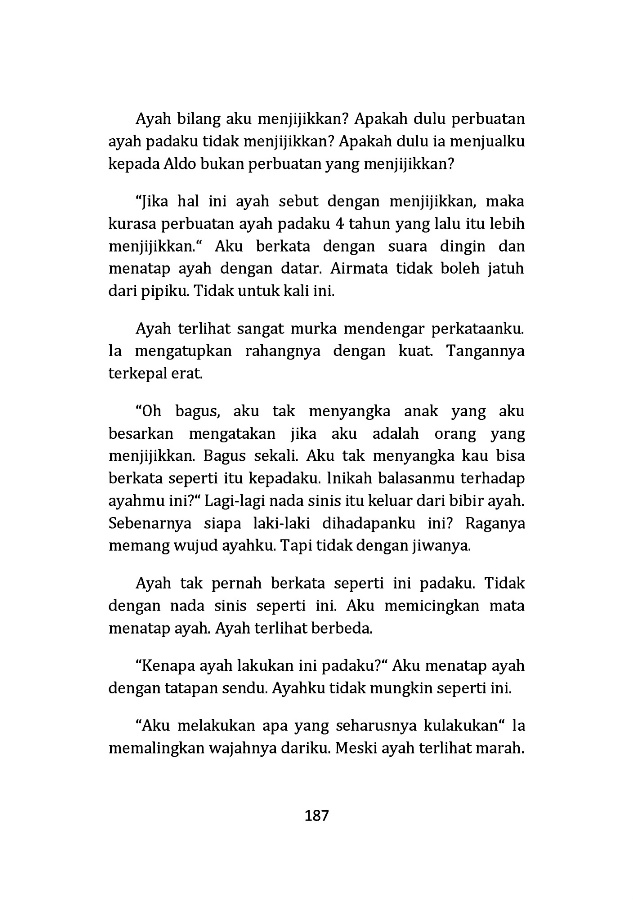 Ayah bilang aku menjijikkan? Apakah dulu perbuatan
ayah padaku tidak menjijikkan? Apakah dulu ia menjualku
kepada Aldo bukan perbuatan yang menjijikkan?
“Jika hal ini ayah sebut dengan menjijikkan, maka
kurasa perbuatan ayah padaku 4 tahun yang lalu itu lebih
menjijikkan.“ Aku berkata dengan suara dingin dan
menatap ayah dengan datar. Airmata tidak boleh jatuh
dari pipiku. Tidak untuk kali ini.
Ayah terlihat sangat murka mendengar perkataanku.
Ia mengatupkan rahangnya dengan kuat. Tangannya
terkepal erat.
“Oh bagus, aku tak menyangka anak yang aku
besarkan mengatakan jika aku adalah orang yang
menjijikkan. Bagus sekali. Aku tak menyangka kau bisa
berkata seperti itu kepadaku. Inikah balasanmu terhadap
ayahmu ini?“ Lagi-lagi nada sinis itu keluar dari bibir ayah.
Sebenarnya siapa laki-laki dihadapanku ini? Raganya
memang wujud ayahku. Tapi tidak dengan jiwanya.
Ayah tak pernah berkata seperti ini padaku. Tidak
dengan nada sinis seperti ini. Aku memicingkan mata
menatap ayah. Ayah terlihat berbeda.
“Kenapa ayah lakukan ini padaku?“ Aku menatap ayah
dengan tatapan sendu. Ayahku tidak mungkin seperti ini.
“Aku melakukan apa yang seharusnya kulakukan“ Ia
memalingkan wajahnya dariku. Meski ayah terlihat marah.
187